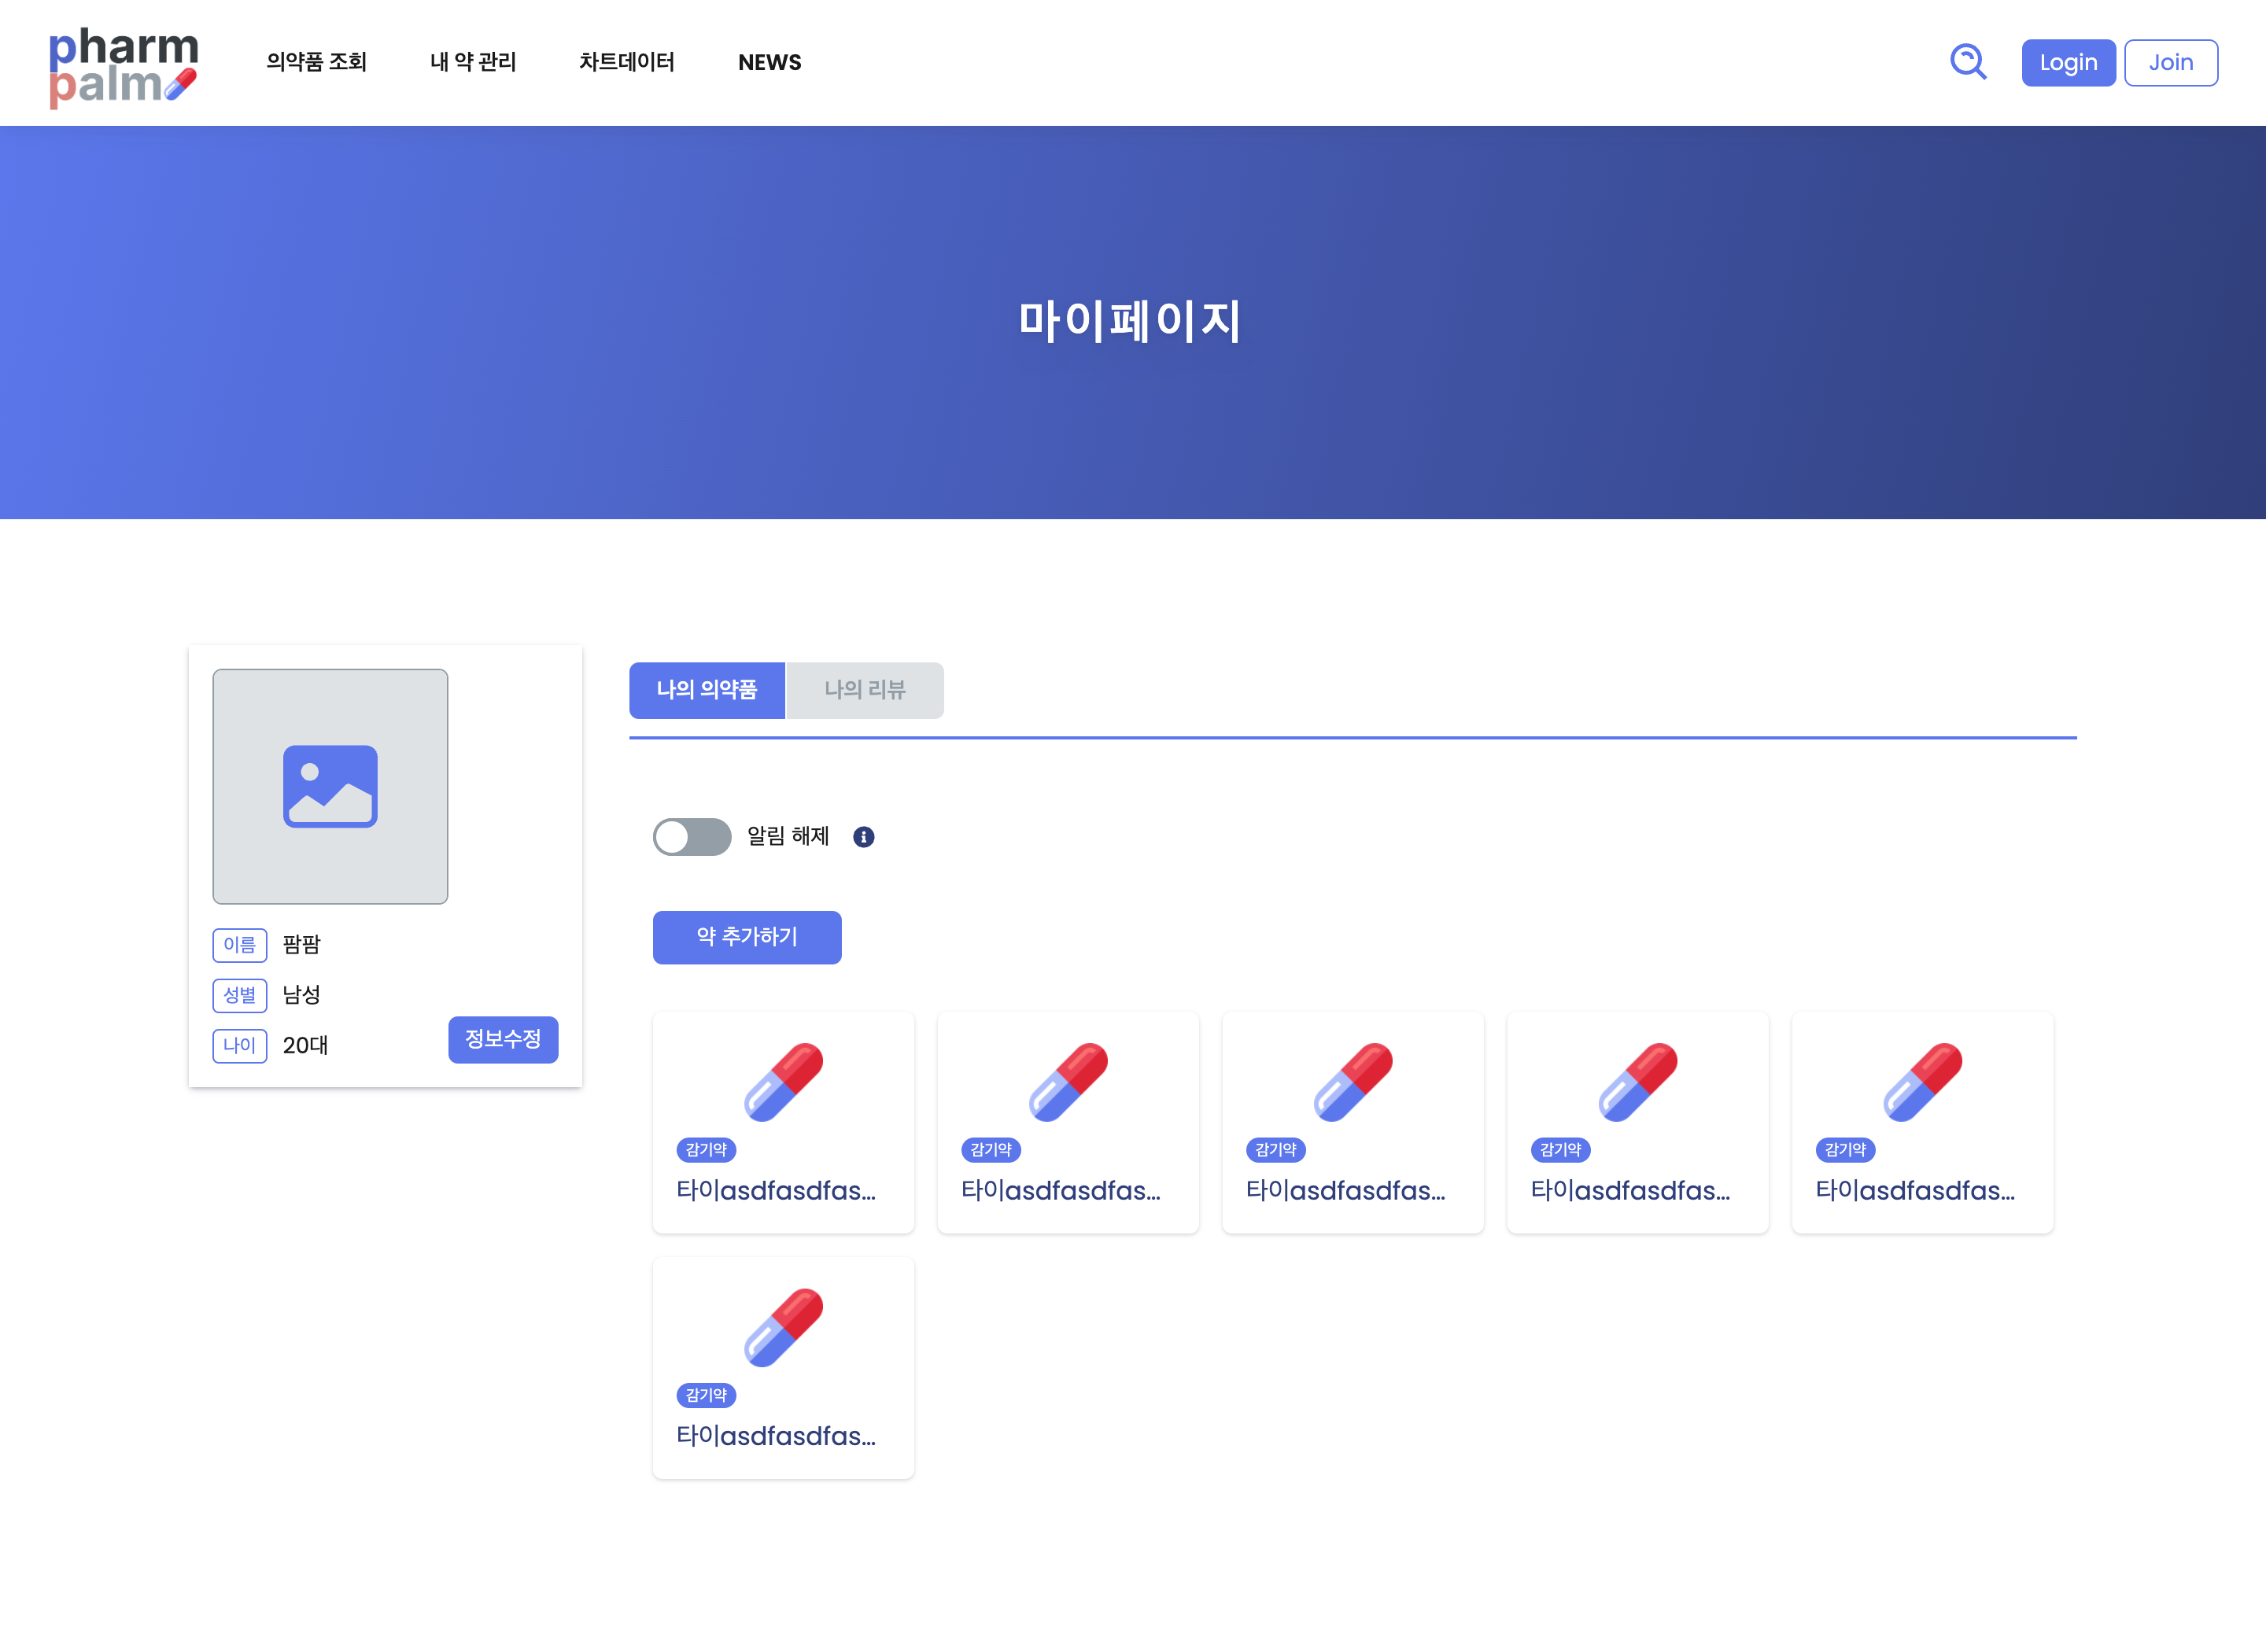 pharm
palm
의약품 조회 내 약 관리 차트데이터 NEWS Login Join
마이페이지
나의 의약품 나의 리뷰
알림 해제
약 추가하기
이름 팜팜
성별 남성
나이 20대
정보수정
감기약 감기약 감기약 감기약 감기약
타이asdfasdfas... 타이asdfasdfas... 타이asdfasdfas... 타이asdfasdfas... 타이asdfasdfas...
감기약
타이asdfasdfas...